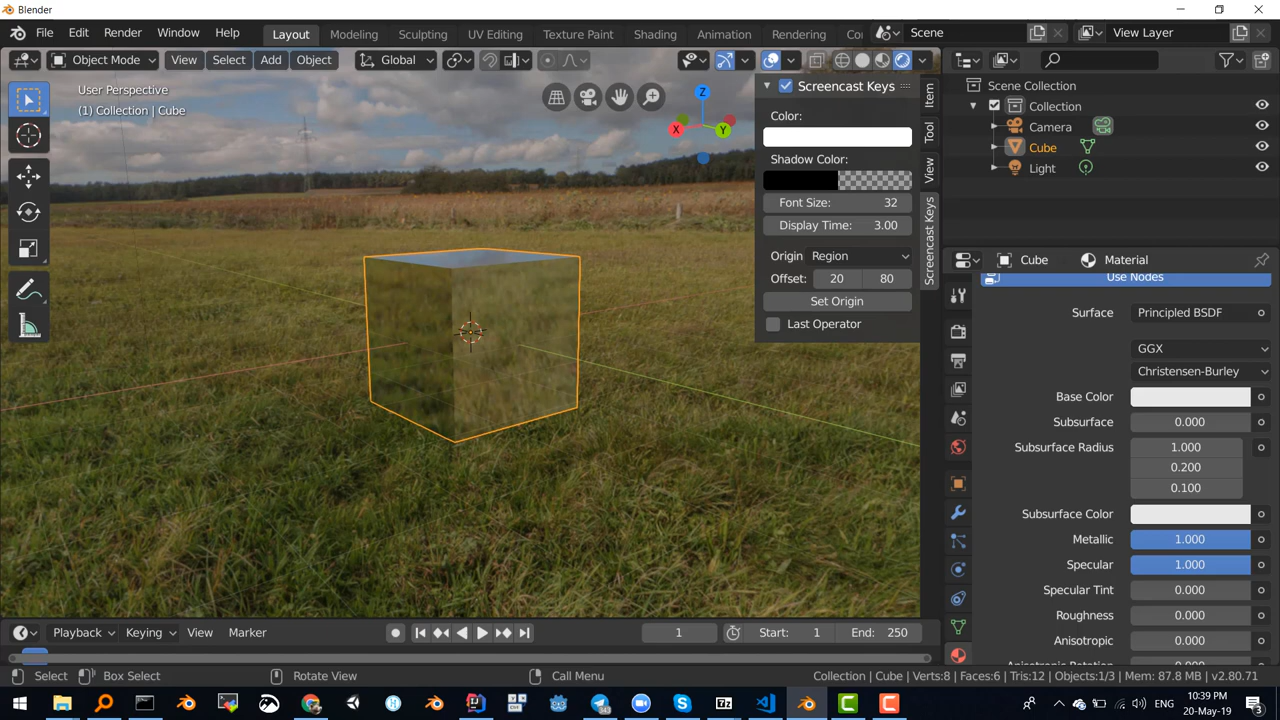 Blender
File Edit Render Window Help Layout Modeling Sculpting UV Editing Texture Paint Shading Animation Rendering Scene View Layer
Object Mode View Select Add Object Global
User Perspective
(1) Collection | Cube
Z
X
Y
Screencast Keys
Color:
Shadow Color:
Font Size: 32
Display Time: 3.00
Origin Region
Offset: 20 80
Set Origin
Last Operator
Item
Tool
View
Screencast Keys
Scene Collection
Collection
Camera
Cube
Light
Cube Material
Use Nodes
Surface: Principled BSDF
GGX
Christensen-Burley
Base Color
Subsurface 0.000
Subsurface Radius 1.000
0.200
0.100
Subsurface Color
Metallic 1.000
Specular 1.000
Specular Tint 0.000
Roughness 0.000
Anisotropic 0.000
Anisotropic Rotation 0.000
Playback Keying View Marker 1 Start: 1 End: 250
Select Box Select Rotate View Call Menu Collection | Cube | Verts:8 | Faces:6 | Tris:12 | Objects:1/3 | Mem: 87.8 MB | v2.80.71
ENG 10:39 PM
20-May-19 3